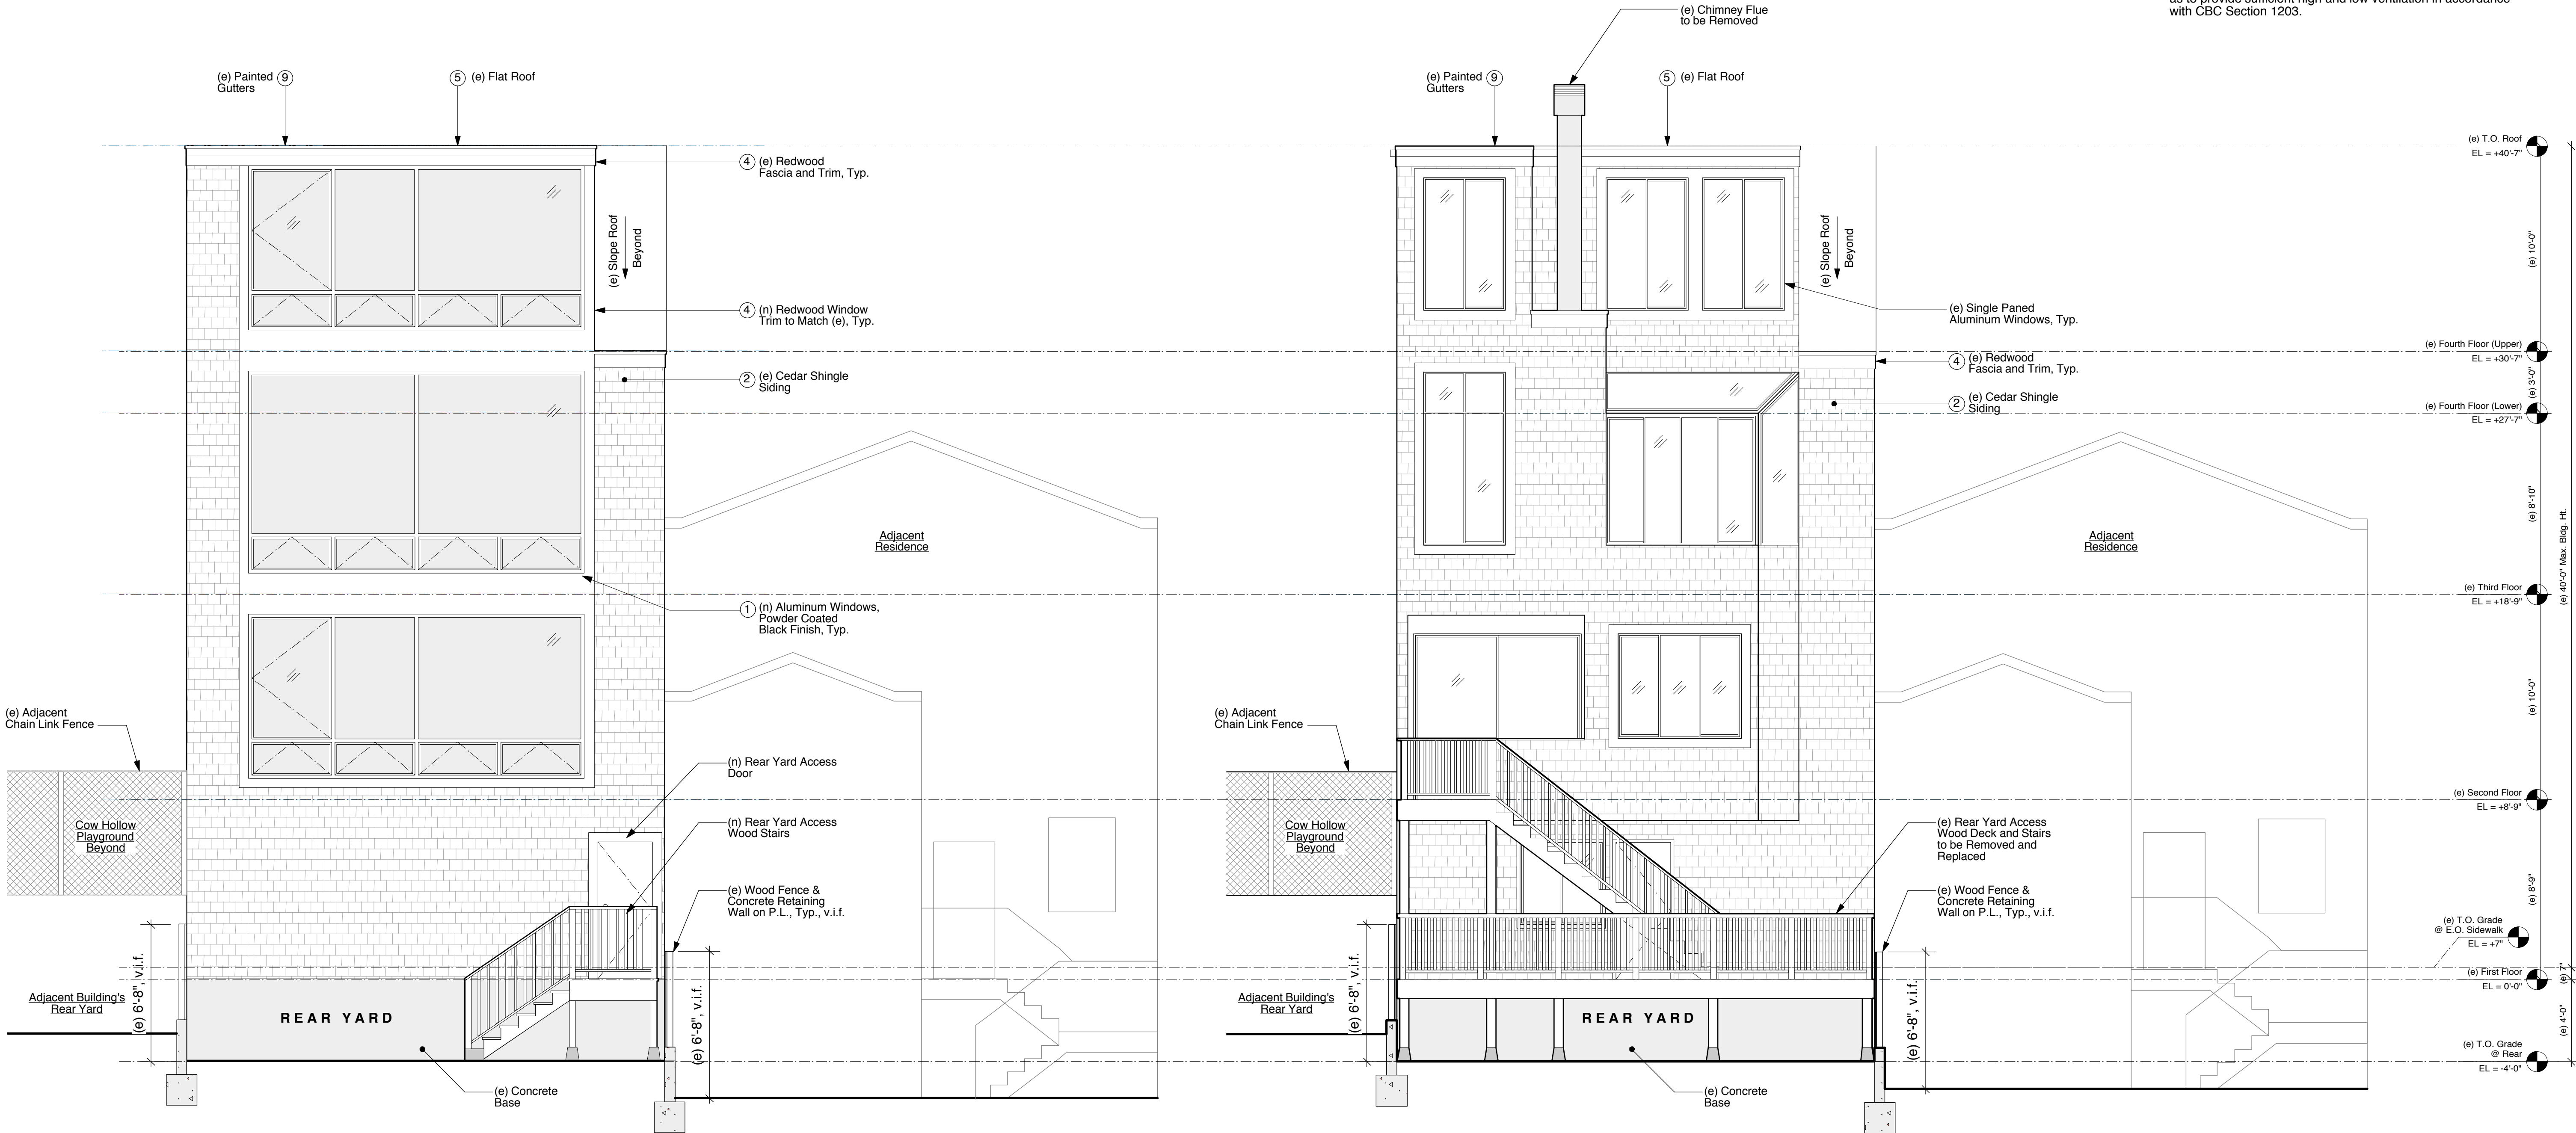 as to provide sufficient high and low ventilation in accordance
with CBC Section 1203.
(e) Painted
Gutters
9
5
(e) Flat Roof
4
(e) Redwood
Fascia and Trim, Typ.
(e) Slope Roof
Beyond
4
(n) Redwood Window
Trim to Match (e), Typ.
2
(e) Cedar Shingle
Siding
Adjacent
Residence
1
(n) Aluminum Windows,
Powder Coated
Black Finish, Typ.
(e) Adjacent
Chain Link Fence
(n) Rear Yard Access
Door
Cow Hollow
Playground
Beyond
(n) Rear Yard Access
Wood Stairs
(e) Wood Fence &
Concrete Retaining
Wall on P.L., Typ., v.i.f.
(e) 6'-8", v.i.f.
Adjacent Building's
Rear Yard
REAR YARD
(e) 6'-8", v.i.f.
(e) Concrete
Base
(e) Chimney Flue
to be Removed
(e) Painted
Gutters
9
5
(e) Flat Roof
(e) Slope Roof
Beyond
(e) Single Paned
Aluminum Windows, Typ.
4
(e) Redwood
Fascia and Trim, Typ.
2
(e) Cedar Shingle
Siding
Adjacent
Residence
(e) Adjacent
Chain Link Fence
Cow Hollow
Playground
Beyond
(e) Rear Yard Access
Wood Deck and Stairs
to be Removed and
Replaced
(e) Wood Fence &
Concrete Retaining
Wall on P.L., Typ., v.i.f.
(e) 6'-8", v.i.f.
Adjacent Building's
Rear Yard
REAR YARD
(e) 6'-8", v.i.f.
(e) Concrete
Base
(e) T.O. Roof
EL = +40'-7"
(e) 10'-0"
(e) Fourth Floor (Upper)
EL = +30'-7"
(e) 3'-0"
(e) Fourth Floor (Lower)
EL = +27'-7"
(e) 8'-10"
(e) 40'-0" Max. Bldg. Ht.
(e) Third Floor
EL = +18'-9"
(e) 10'-0"
(e) Second Floor
EL = +8'-9"
(e) 8'-9"
(e) T.O. Grade
@ E.O. Sidewalk
EL = +7"
(e) 7"
(e) First Floor
EL = 0'-0"
(e) 4'-0"
(e) T.O. Grade
@ Rear
EL = -4'-0"